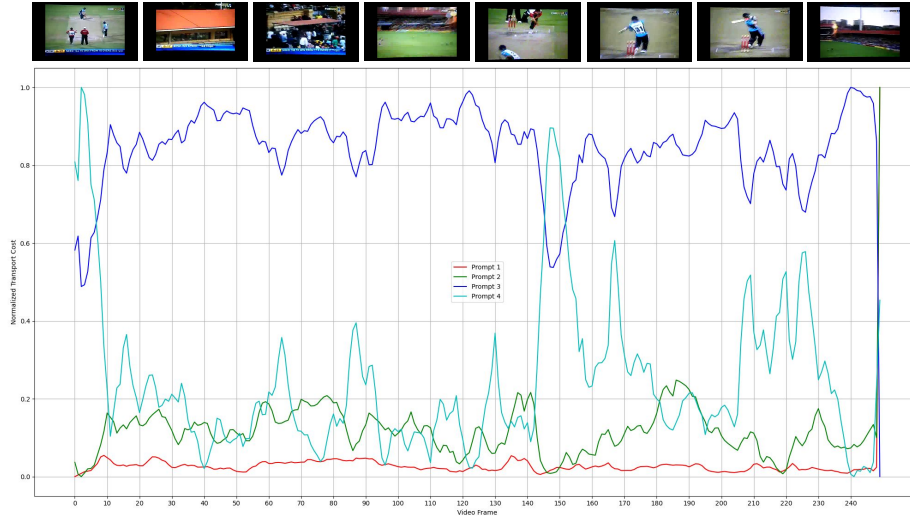 1.0
0.8
0.6
0.4
0.2
0.0
Normalized Transport Cost
Prompt 1
Prompt 2
Prompt 3
Prompt 4
0 10 20 30 40 50 60 70 80 90 100 110 120 130 140 150 160 170 180 190 200 210 220 230 240
Video Frame